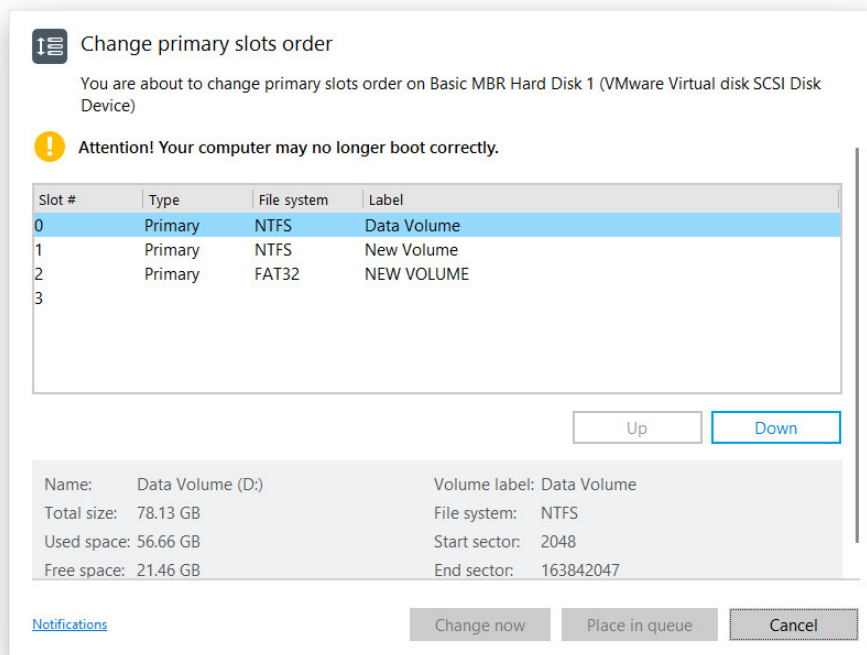 Change primary slots order
You are about to change primary slots order on Basic MBR Hard Disk 1 (VMware Virtual disk SCSI Disk
Device)
Attention! Your computer may no longer boot correctly.
Slot # Type File system Label
0 Primary NTFS Data Volume
1 Primary NTFS New Volume
2 Primary FAT32 NEW VOLUME
3
Up Down
Name: Data Volume (D:) Volume label: Data Volume
Total size: 78.13 GB File system: NTFS
Used space: 56.66 GB Start sector: 2048
Free space: 21.46 GB End sector: 163842047
Notifications Change now Place in queue Cancel